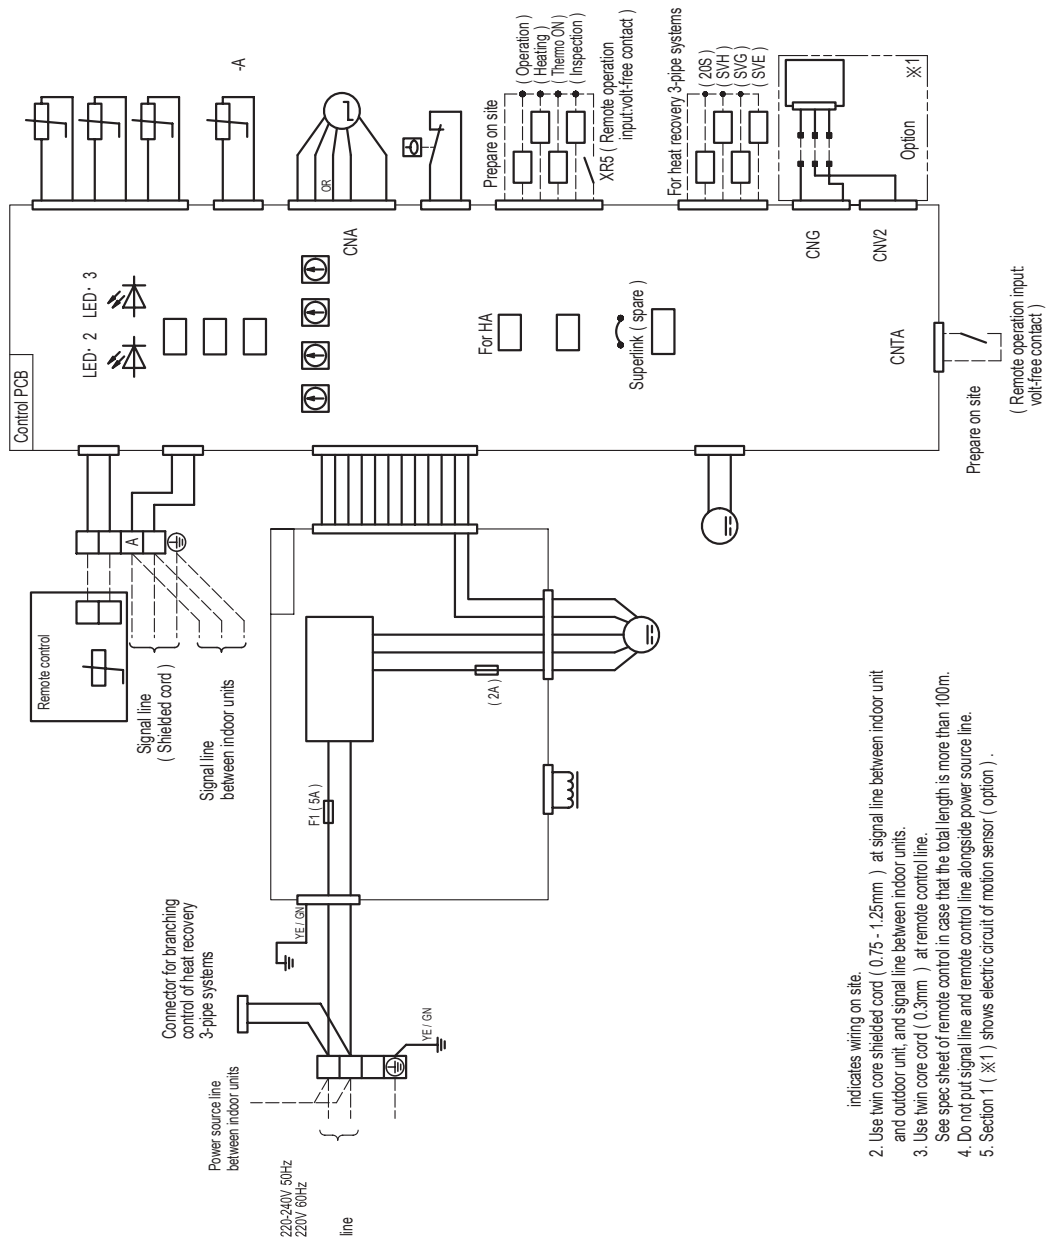 Control PCB
LED· 2
LED· 3
-A
OR
CNA
Prepare on site
( Operation )
( Heating )
( Thermo ON )
( Inspection )
XR5 ( Remote operation
input:volt-free contact )
For heat recovery 3-pipe systems
( 20S )
( SVH )
( SVG )
( SVE )
※1
Option
CNG
CNV2
For HA
Superlink ( spare )
CNTA
Prepare on site
( Remote operation input:
volt-free contact )
Remote control
A
Signal line
( Shielded cord )
Signal line
between indoor units
( 2A )
F1 ( 5A )
YE / GN
Connector for branching
control of heat recovery
3-pipe systems
YE / GN
Power source line
between indoor units
220-240V 50Hz
220V 60Hz
line
indicates wiring on site.
2. Use twin core shielded cord ( 0.75 - 1.25mm ) at signal line between indoor unit
and outdoor unit, and signal line between indoor units.
3. Use twin core cord ( 0.3mm ) at remote control line.
See spec sheet of remote control in case that the total length is more than 100m.
4. Do not put signal line and remote control line alongside power source line.
5. Section 1 ( ※1 ) shows electric circuit of motion sensor ( option ) .